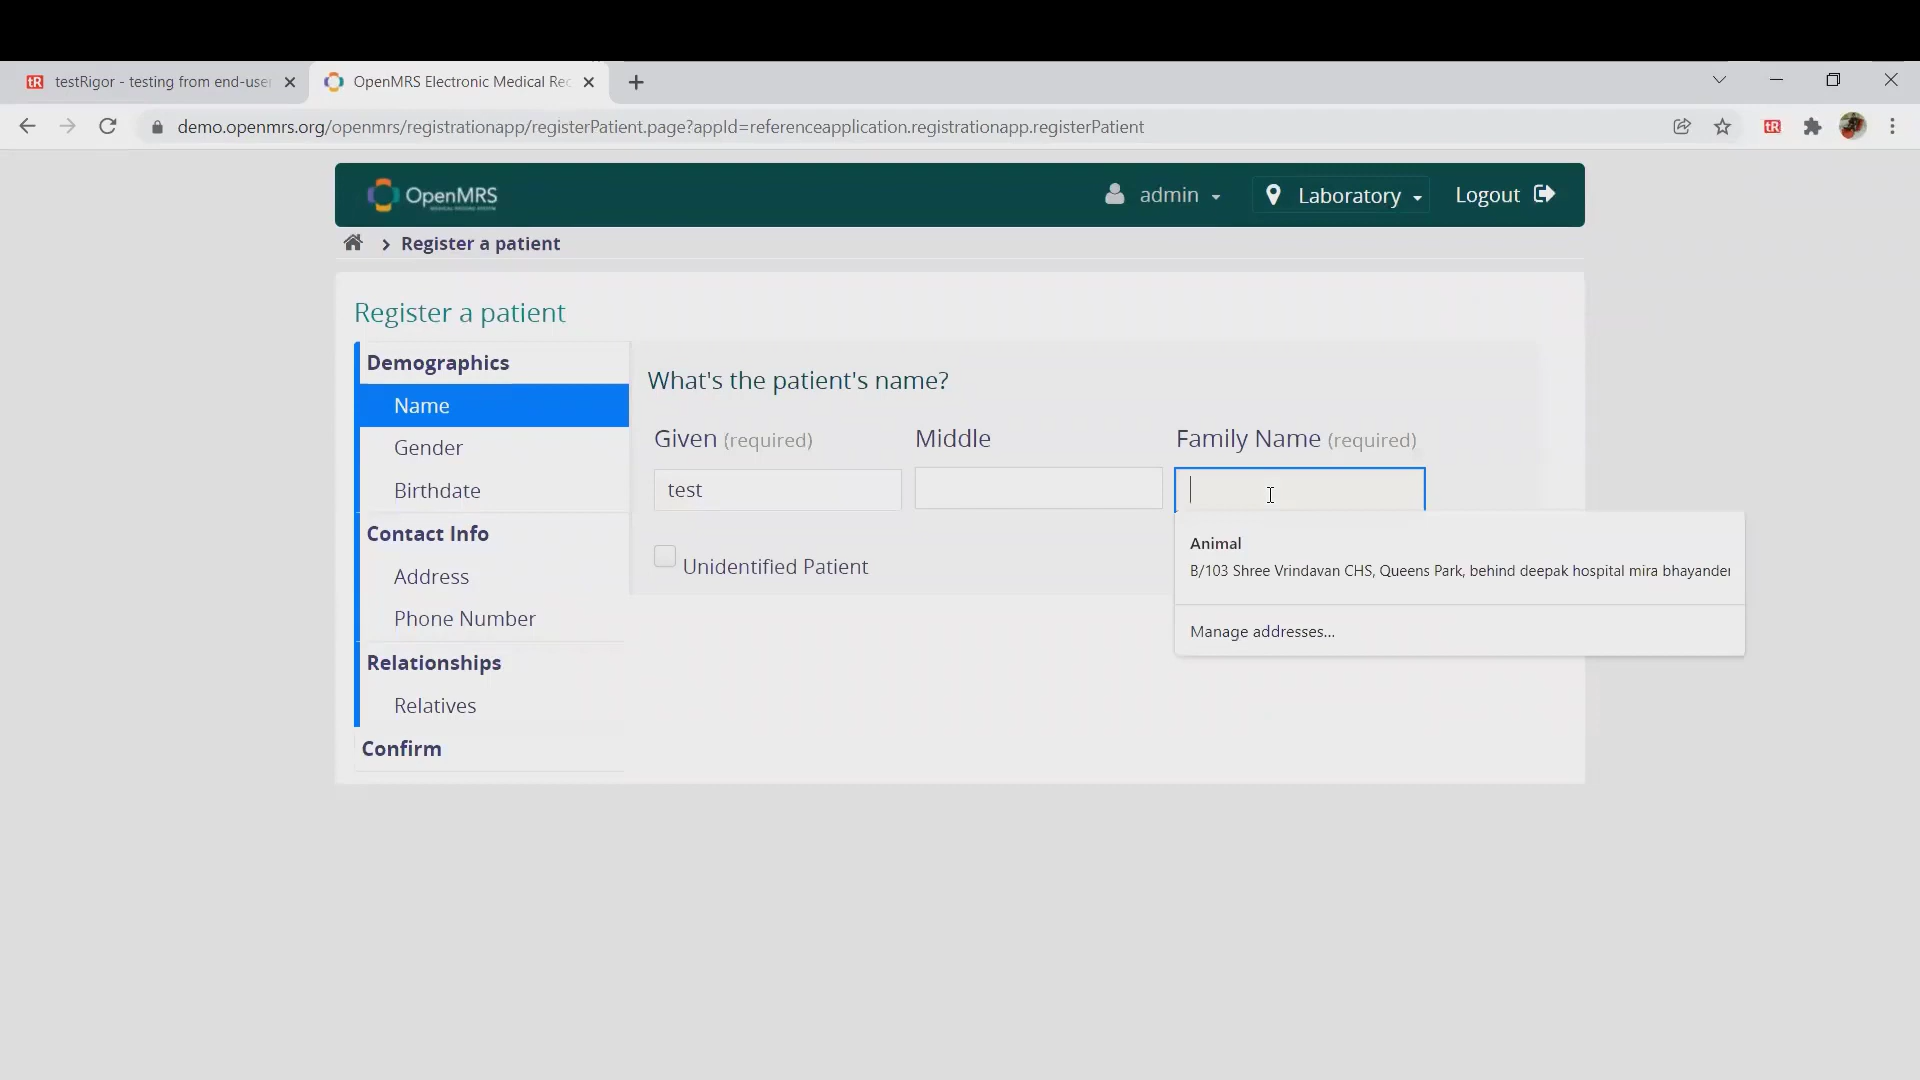 testRigor - testing from end-user
OpenMRS Electronic Medical Rec
demo.openmrs.org/openmrs/registrationapp/registerPatient.page?appId=referenceapplication.registrationapp.registerPatient
OpenMRS
admin
Laboratory
Logout
Register a patient
Register a patient
Demographics
Name
Gender
Birthdate
Contact Info
Address
Phone Number
Relationships
Relatives
Confirm
What's the patient's name?
Given (required)
Middle
Family Name (required)
test
Unidentified Patient
Animal
B/103 Shree Vrindavan CHS, Queens Park, behind deepak hospital mira bhayander
Manage addresses...